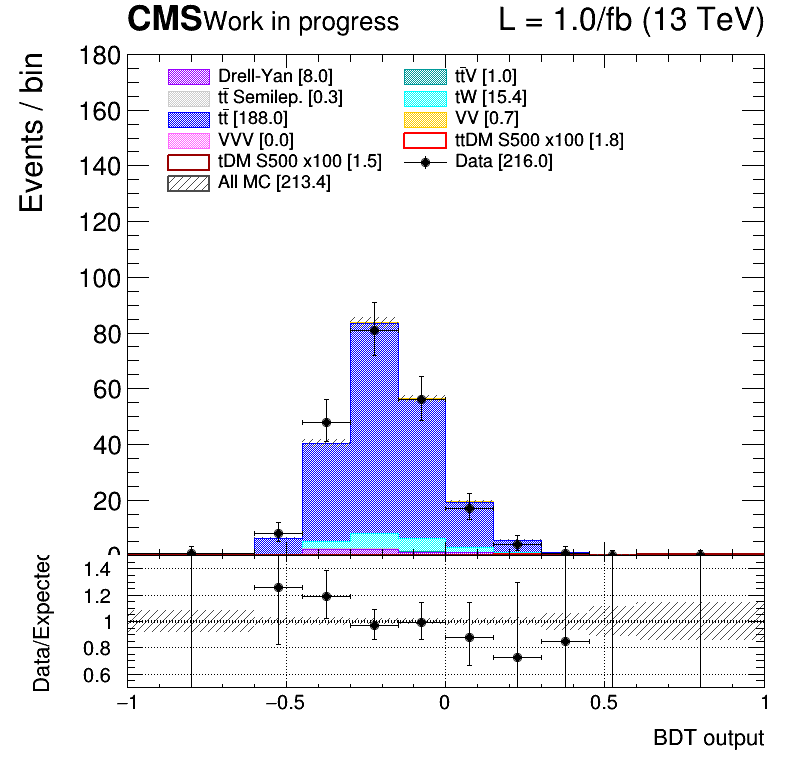 CMS Work in progress L = 1.0/fb (13 TeV)
Events / bin
180
160
140
120
100
80
60
40
20
0
Drell-Yan [8.0] tt̄V [1.0]
tt̄ Semilep. [0.3] tW [15.4]
tt̄ [188.0] VV [0.7]
VVV [0.0] ttDM S500 x100 [1.8]
tDM S500 x100 [1.5] Data [216.0]
All MC [213.4]
Data/Expected
1.4
1.2
1
0.8
0.6
−1 −0.5 0 0.5 1
BDT output